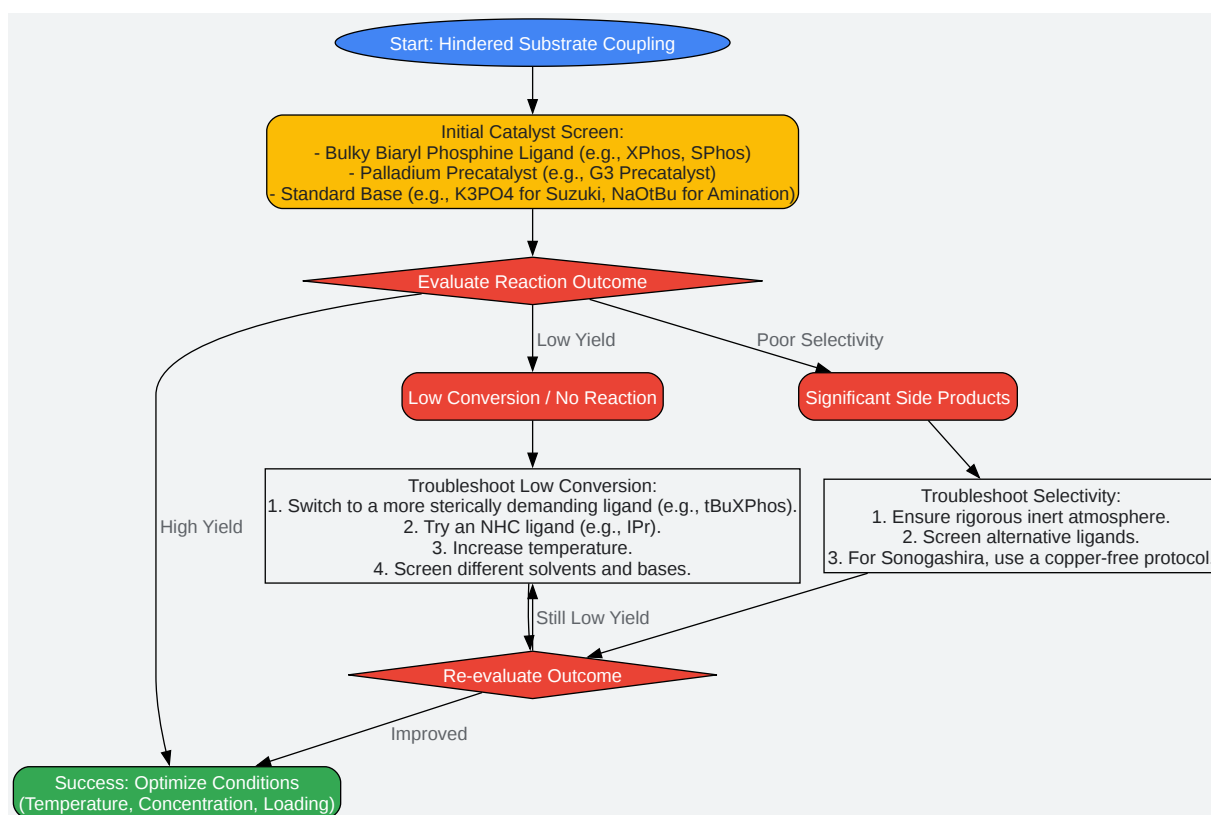 Start: Hindered Substrate Coupling
Initial Catalyst Screen:
- Bulky Biaryl Phosphine Ligand (e.g., XPhos, SPhos)
- Palladium Precatalyst (e.g., G3 Precatalyst)
- Standard Base (e.g., K3PO4 for Suzuki, NaOtBu for Amination)
Evaluate Reaction Outcome
Low Yield
Poor Selectivity
Low Conversion / No Reaction
Significant Side Products
Troubleshoot Low Conversion:
1. Switch to a more sterically demanding ligand (e.g., tBuXPhos).
2. Try an NHC ligand (e.g., IPr).
3. Increase temperature.
4. Screen different solvents and bases.
Troubleshoot Selectivity:
1. Ensure rigorous inert atmosphere.
2. Screen alternative ligands.
3. For Sonogashira, use a copper-free protocol.
High Yield
Still Low Yield
Re-evaluate Outcome
Improved
Success: Optimize Conditions
(Temperature, Concentration, Loading)